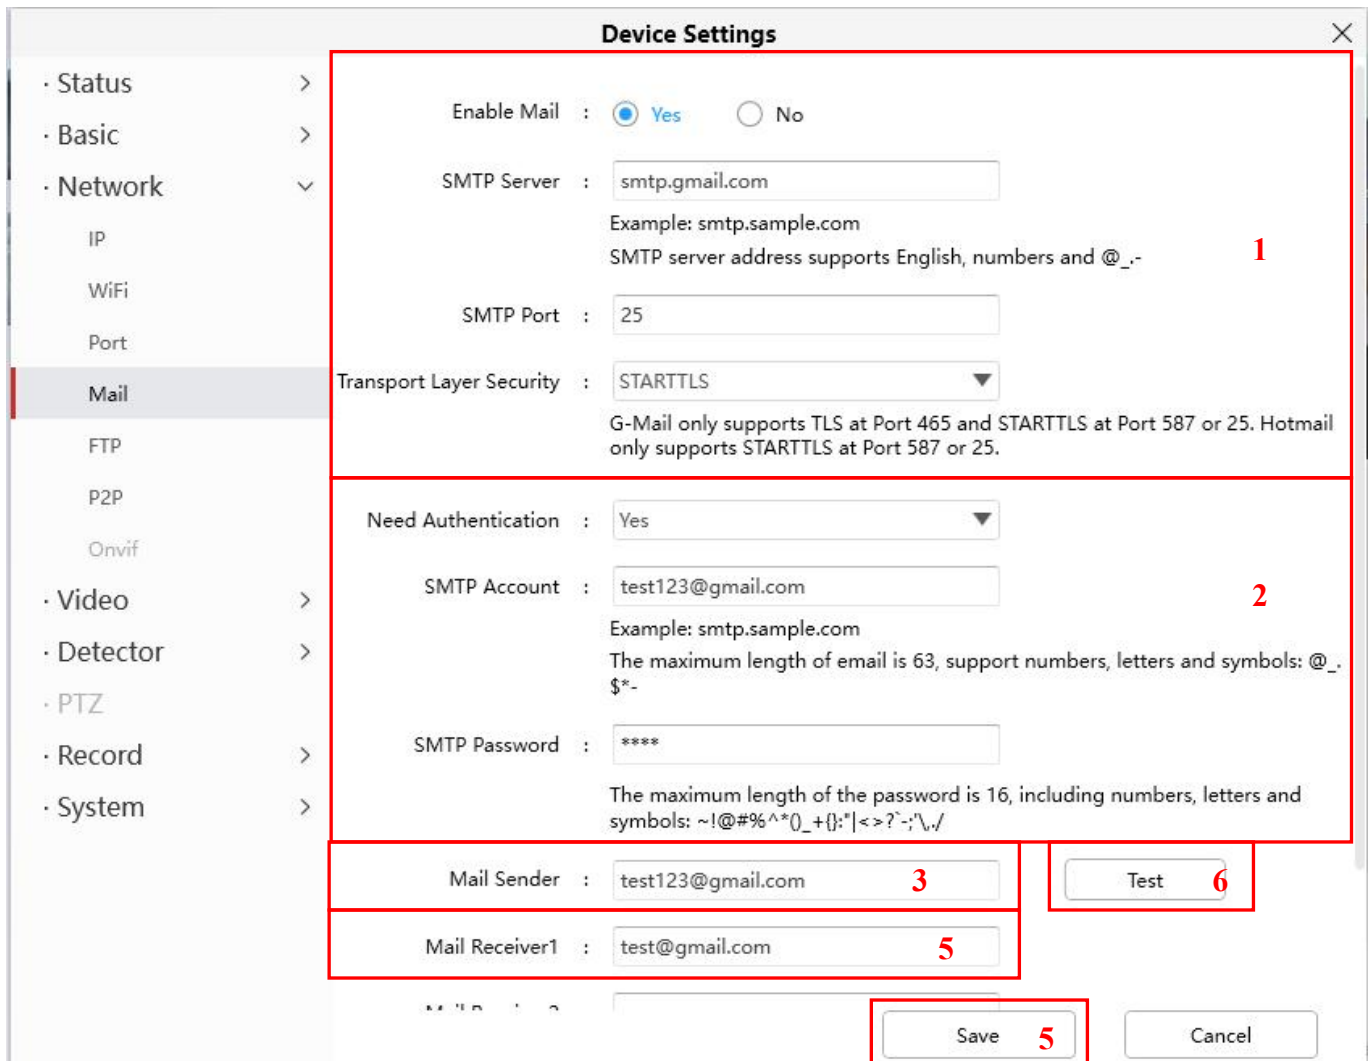 Device Settings
· Status
· Basic
· Network
IP
WiFi
Port
Mail
FTP
P2P
Onvif
· Video
· Detector
· PTZ
· Record
· System
Enable Mail : Yes No
SMTP Server : smtp.gmail.com
Example: smtp.sample.com
SMTP server address supports English, numbers and @_.-
1
SMTP Port : 25
Transport Layer Security : STARTTLS
G-Mail only supports TLS at Port 465 and STARTTLS at Port 587 or 25. Hotmail
only supports STARTTLS at Port 587 or 25.
Need Authentication : Yes
SMTP Account : test123@gmail.com
2
Example: smtp.sample.com
The maximum length of email is 63, support numbers, letters and symbols: @_.
$*-
SMTP Password : ****
The maximum length of the password is 16, including numbers, letters and
symbols: ~!@#%^*()_+{}:"|<>?`-;'\,./
Mail Sender : test123@gmail.com 3
Test 6
Mail Receiver1 : test@gmail.com 5
Save 5
Cancel